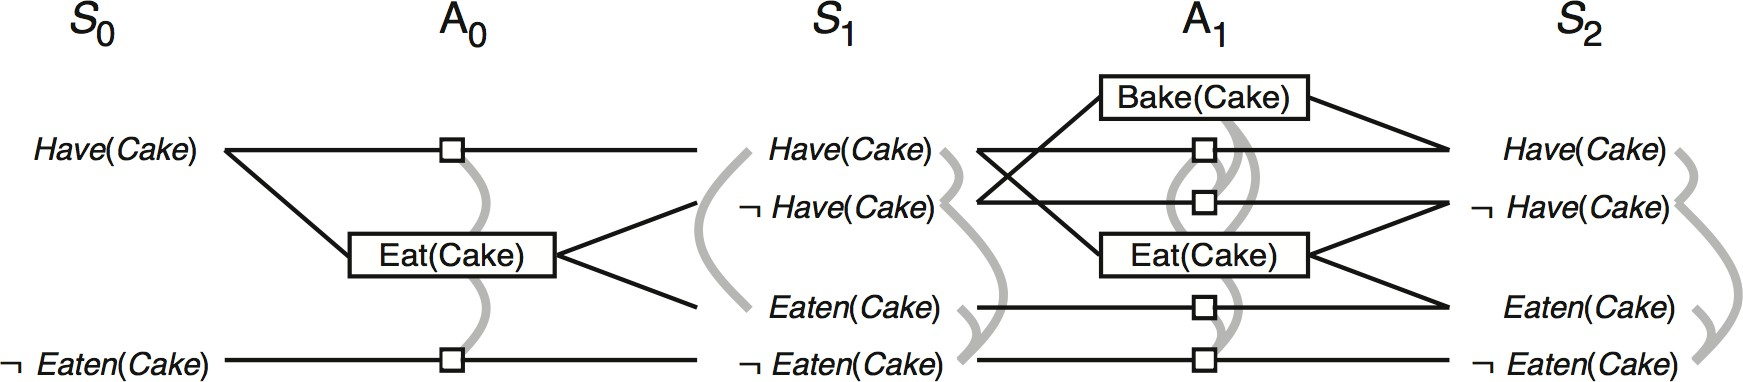 S0 A0 S1 A1 S2
Bake(Cake)
Have(Cake) Have(Cake) Have(Cake)
¬ Have(Cake) ¬ Have(Cake)
Eat(Cake) Eat(Cake)
Eaten(Cake) Eaten(Cake)
¬ Eaten(Cake) ¬ Eaten(Cake) ¬ Eaten(Cake)